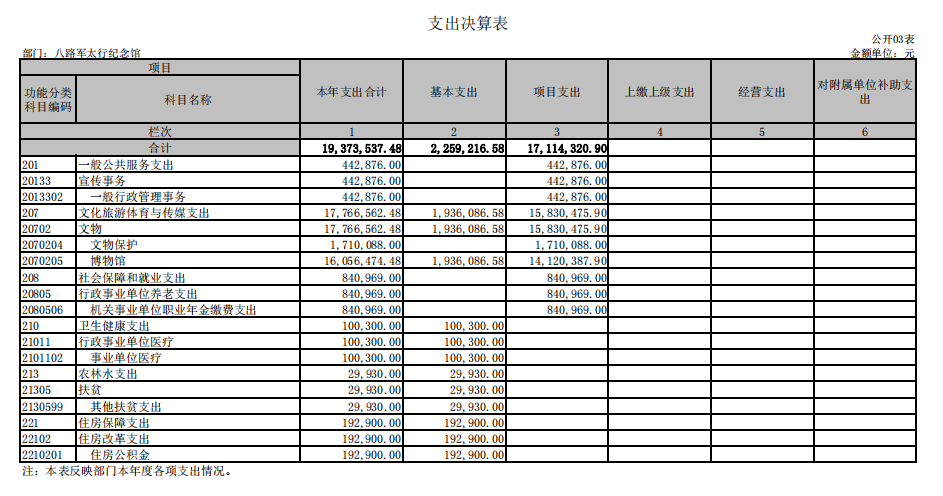 支出决算表
公开03表
部门：八路军太行纪念馆 金额单位：元
项目 本年支出合计 基本支出 项目支出 上缴上级支出 经营支出 对附属单位补助支出
功能分类科目编码 科目名称
栏次 1 2 3 4 5 6
合计 19,373,537.48 2,259,216.58 17,114,320.90
201 一般公共服务支出 442,876.00 442,876.00
20133 宣传事务 442,876.00 442,876.00
2013302 一般行政管理事务 442,876.00 442,876.00
207 文化旅游体育与传媒支出 17,766,562.48 1,936,086.58 15,830,475.90
20702 文物 17,766,562.48 1,936,086.58 15,830,475.90
2070204 文物保护 1,710,088.00 1,710,088.00
2070205 博物馆 16,056,474.48 1,936,086.58 14,120,387.90
208 社会保障和就业支出 840,969.00 840,969.00
20805 行政事业单位养老支出 840,969.00 840,969.00
2080506 机关事业单位职业年金缴费支出 840,969.00 840,969.00
210 卫生健康支出 100,300.00 100,300.00
21011 行政事业单位医疗 100,300.00 100,300.00
2101102 事业单位医疗 100,300.00 100,300.00
213 农林水支出 29,930.00 29,930.00
21305 扶贫 29,930.00 29,930.00
2130599 其他扶贫支出 29,930.00 29,930.00
221 住房保障支出 192,900.00 192,900.00
22102 住房改革支出 192,900.00 192,900.00
2210201 住房公积金 192,900.00 192,900.00
注：本表反映部门本年度各项支出情况。